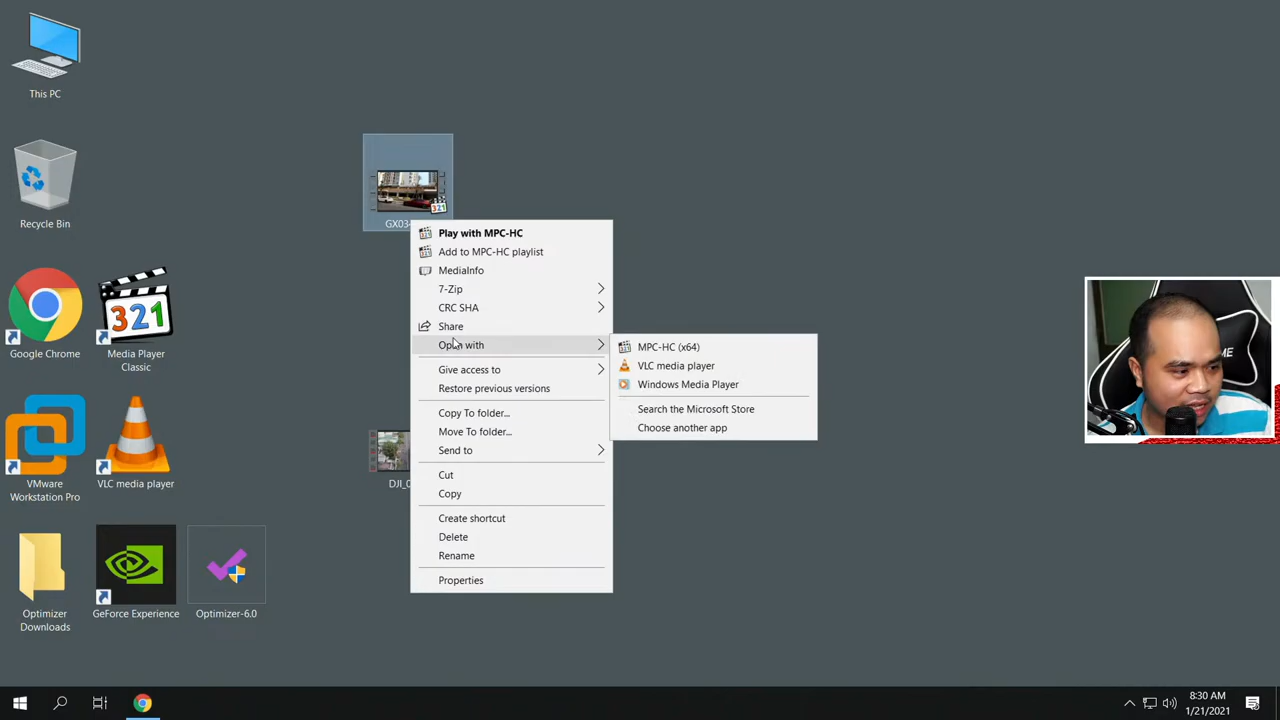 This PC
Recycle Bin
Google Chrome
321
Media Player
Classic
VMware
Workstation Pro
VLC media player
Optimizer
Downloads
GeForce Experience
Optimizer-6.0
321
GX03
DJI_0
Play with MPC-HC
Add to MPC-HC playlist
MediaInfo
7-Zip
CRC SHA
Share
Open with
Give access to
Restore previous versions
Copy To folder...
Move To folder...
Send to
Cut
Copy
Create shortcut
Delete
Rename
Properties
MPC-HC (x64)
VLC media player
Windows Media Player
Search the Microsoft Store
Choose another app
8:30 AM
1/21/2021